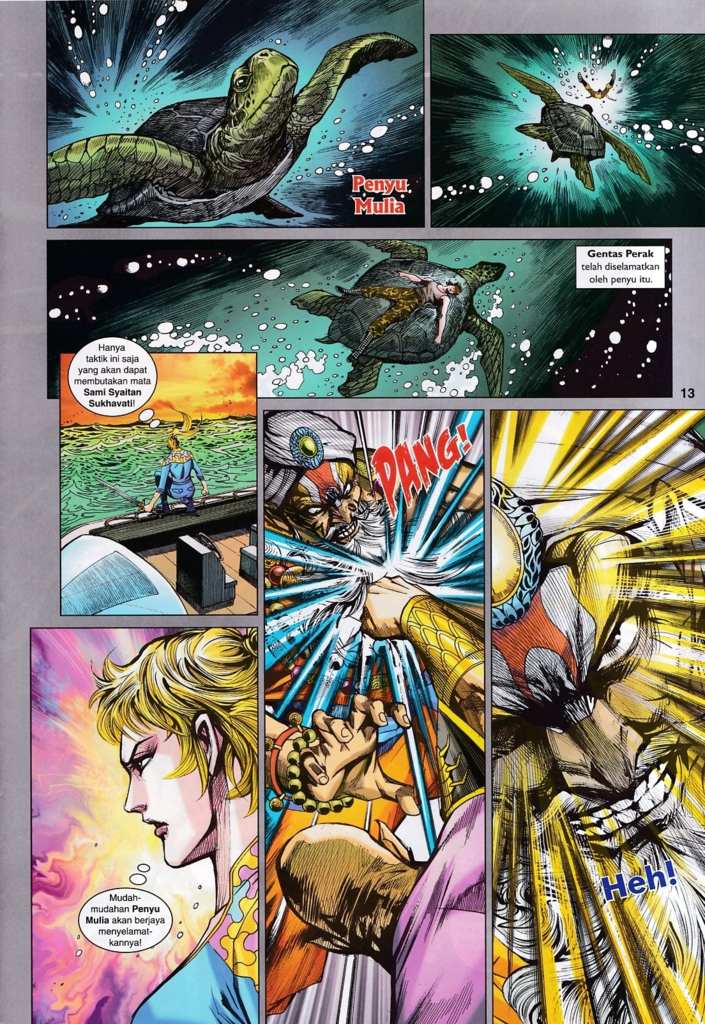 Penyu
Mulia
Gentas Perak
telah diselamatkan
oleh penyu itu.
Hanya
taktik ini saja
yang akan dapat
membutakan mata
Sami Syaitan
Sukhavati!
13
PANG!
Heh!
Mudah-
mudahan Penyu
Mulia akan berjaya
menyelamat-
kannya!